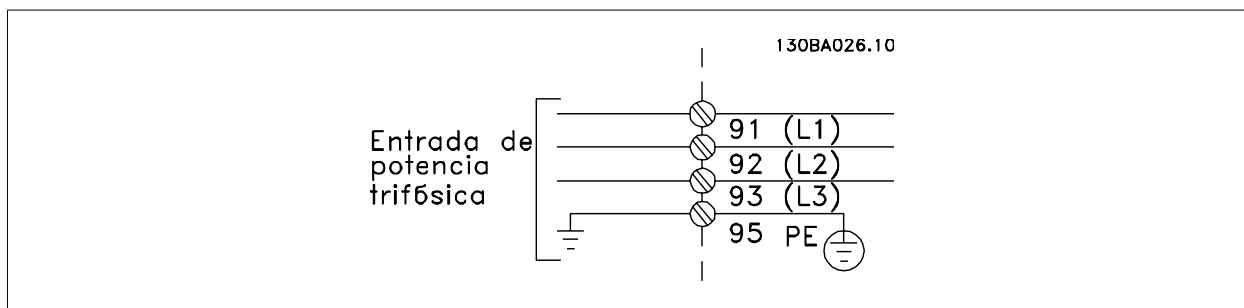 130BA026.10
Entrada de
potencia
trifбsica
91 (L1)
92 (L2)
93 (L3)
95 PE